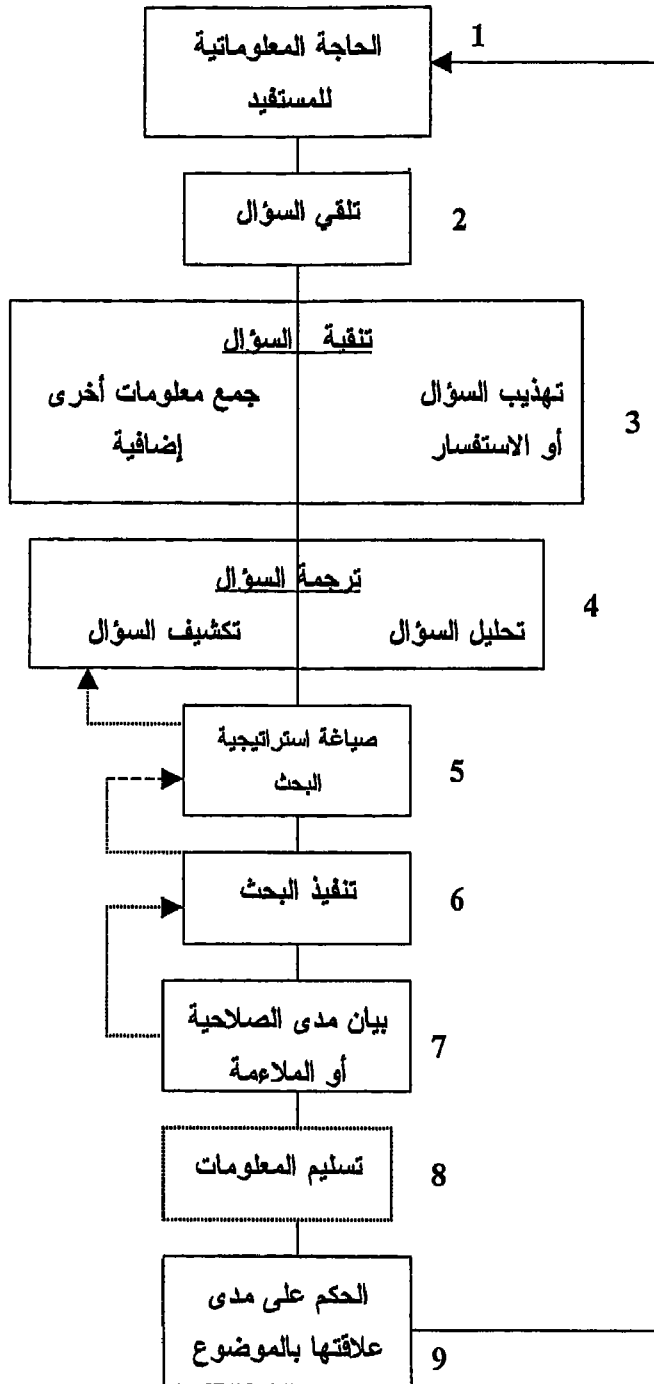 الحاجة المعلوماتية
للمستفيد
1
تلقي السؤال
2
تنقية السؤال
تهذيب السؤال
أو الاستفسار
جمع معلومات أخرى
إضافية
3
ترجمة السؤال
تحليل السؤال
تكشيف السؤال
4
صياغة استراتيجية
البحث
5
تنفيذ البحث
6
بيان مدى الصلاحية
أو الملاءمة
7
تسليم المعلومات
8
الحكم على مدى
علاقتها بالموضوع
9